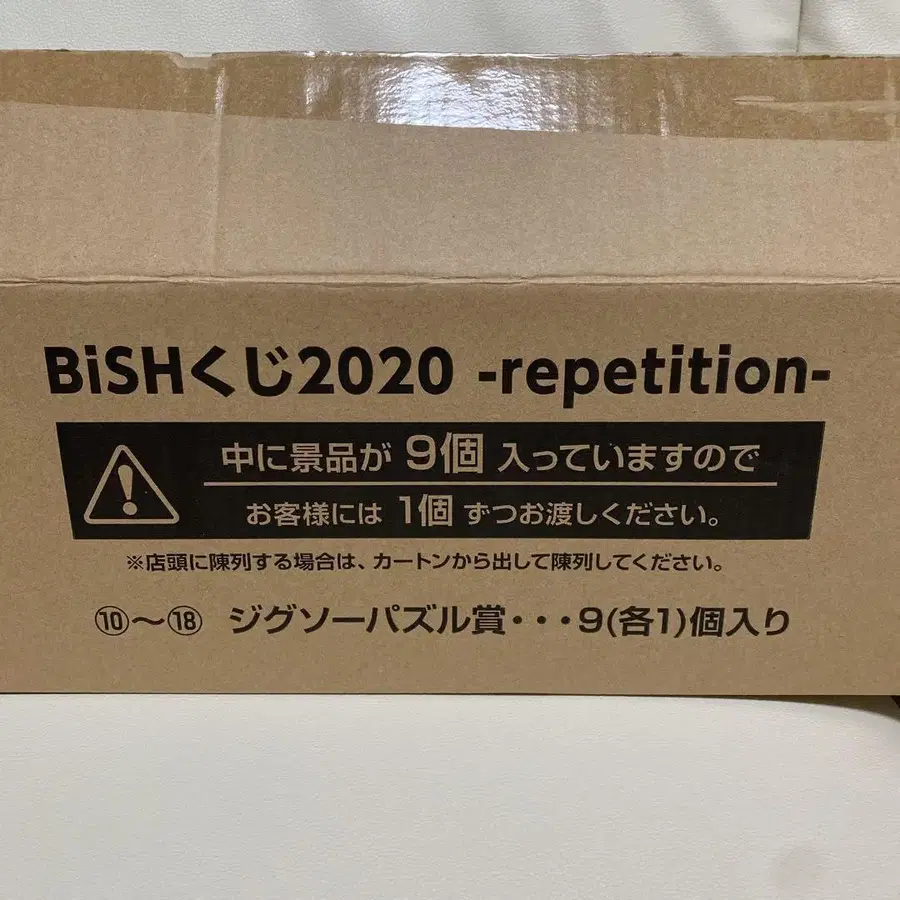 BiSHくじ2020 -repetition-
中に景品が 9個 入っていますので
お客様には 1個 ずつお渡しください。
※店頭に陳列する場合は、カートンから出して陳列してください。
⑩～⑱ ジグソーパズル賞・・・9(各1)個入り